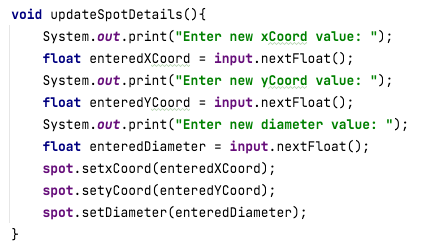 void updateSpotDetails(){
System.out.print("Enter new xCoord value: ");
float enteredXCoord = input.nextFloat();
System.out.print("Enter new yCoord value: ");
float enteredYCoord = input.nextFloat();
System.out.print("Enter new diameter value: ");
float enteredDiameter = input.nextFloat();
spot.setxCoord(enteredXCoord);
spot.setyCoord(enteredYCoord);
spot.setDiameter(enteredDiameter);
}